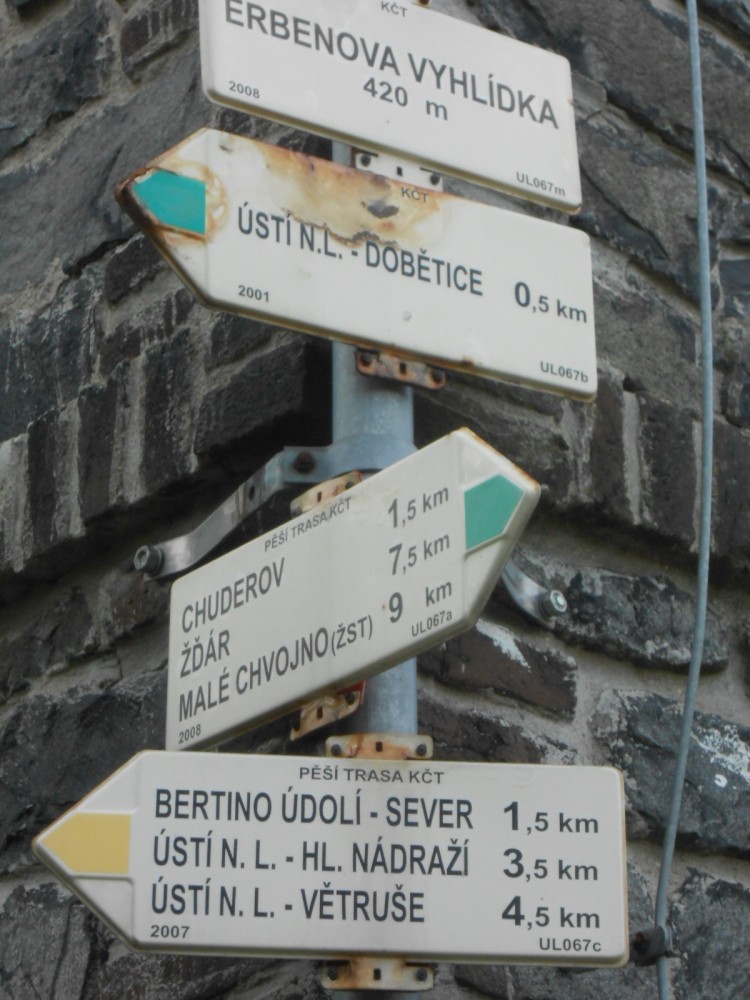 KČT
ERBENOVA VYHLÍDKA
420 m
2008
UL067m
KČT
ÚSTÍ N.L. - DOBĚTICE 0,5 km
2001
UL067b
PĚŠÍ TRASA KČT
CHUDEROV 1,5 km
ŽĎÁR 7,5 km
MALÉ CHVOJNO (ŽST) 9 km
2008
UL067a
PĚŠÍ TRASA KČT
BERTINO ÚDOLÍ - SEVER 1,5 km
ÚSTÍ N. L. - HL. NÁDRAŽÍ 3,5 km
ÚSTÍ N. L. - VĚTRUŠE 4,5 km
2007
UL067c